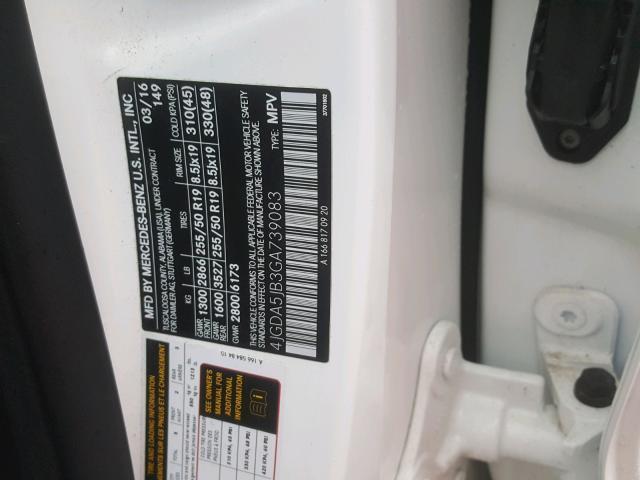 MFD BY MERCEDES-BENZ U.S. INTL., INC
TUSCALOOSA COUNTY, ALABAMA (USA), UNDER CONTRACT
FOR DAIMLER AG, STUTTGART (GERMANY)
03/16
149
KG LB TIRES RIM SIZE COLD KPA(PSI)
GAWR FRONT 1300 2866 255/50 R19 8.5Jx19 310(45)
GAWR REAR 1600 3527 255/50 R19 8.5Jx19 330(48)
GVWR 2800 6173
THIS VEHICLE CONFORMS TO ALL APPLICABLE FEDERAL MOTOR VEHICLE SAFETY
STANDARDS IN EFFECT ON THE DATE OF MANUFACTURE SHOWN ABOVE.
4JGDA5JB3GA739083 TYPE: MPV
A 166 817 09 20
TIRE AND LOADING INFORMATION
SEE OWNER'S
MANUAL FOR
ADDITIONAL
INFORMATION
A 166 584 84 15